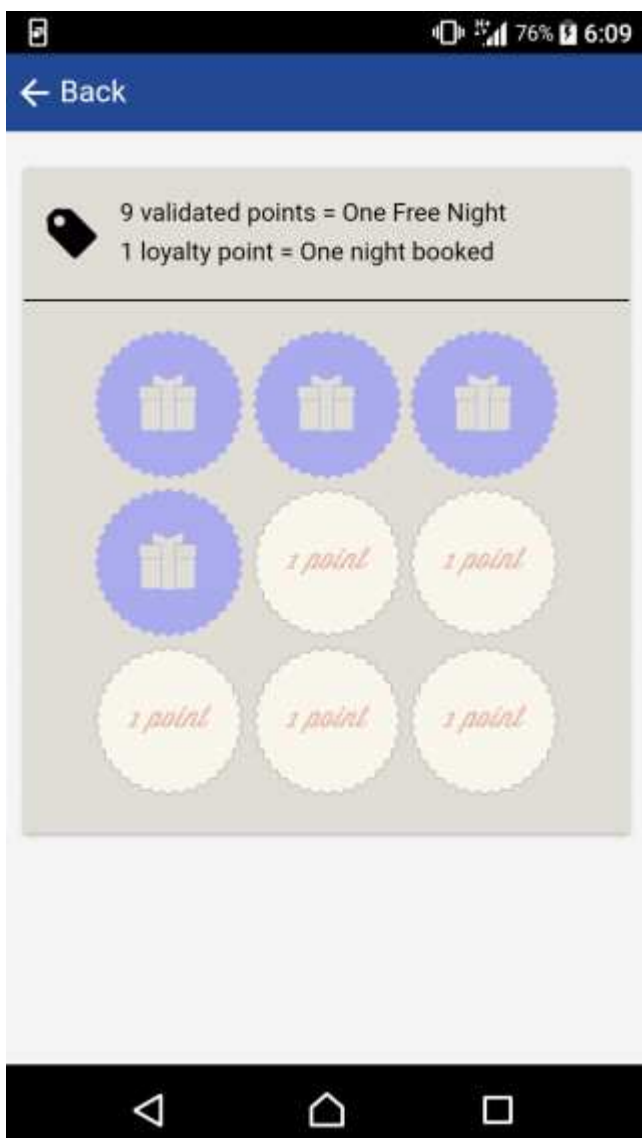 76% 6:09
Back
9 validated points = One Free Night
1 loyalty point = One night booked
1 point 1 point
1 point 1 point 1 point